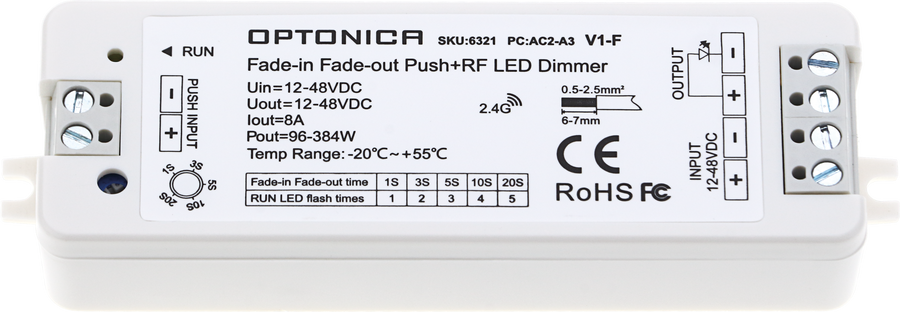 ◄ RUN
PUSH INPUT
- +
1S 3S 5S 10S 20S
OPTONICA SKU:6321 PC:AC2-A3 V1-F
Fade-in Fade-out Push+RF LED Dimmer
Uin=12-48VDC
Uout=12-48VDC
Iout=8A
Pout=96-384W
Temp Range: -20℃～+55℃
Fade-in Fade-out time 1S 3S 5S 10S 20S
RUN LED flash times 1 2 3 4 5
2.4G
0.5-2.5mm²
6-7mm
CE
RoHS FC
OUTPUT
- +
INPUT
12-48VDC
- +